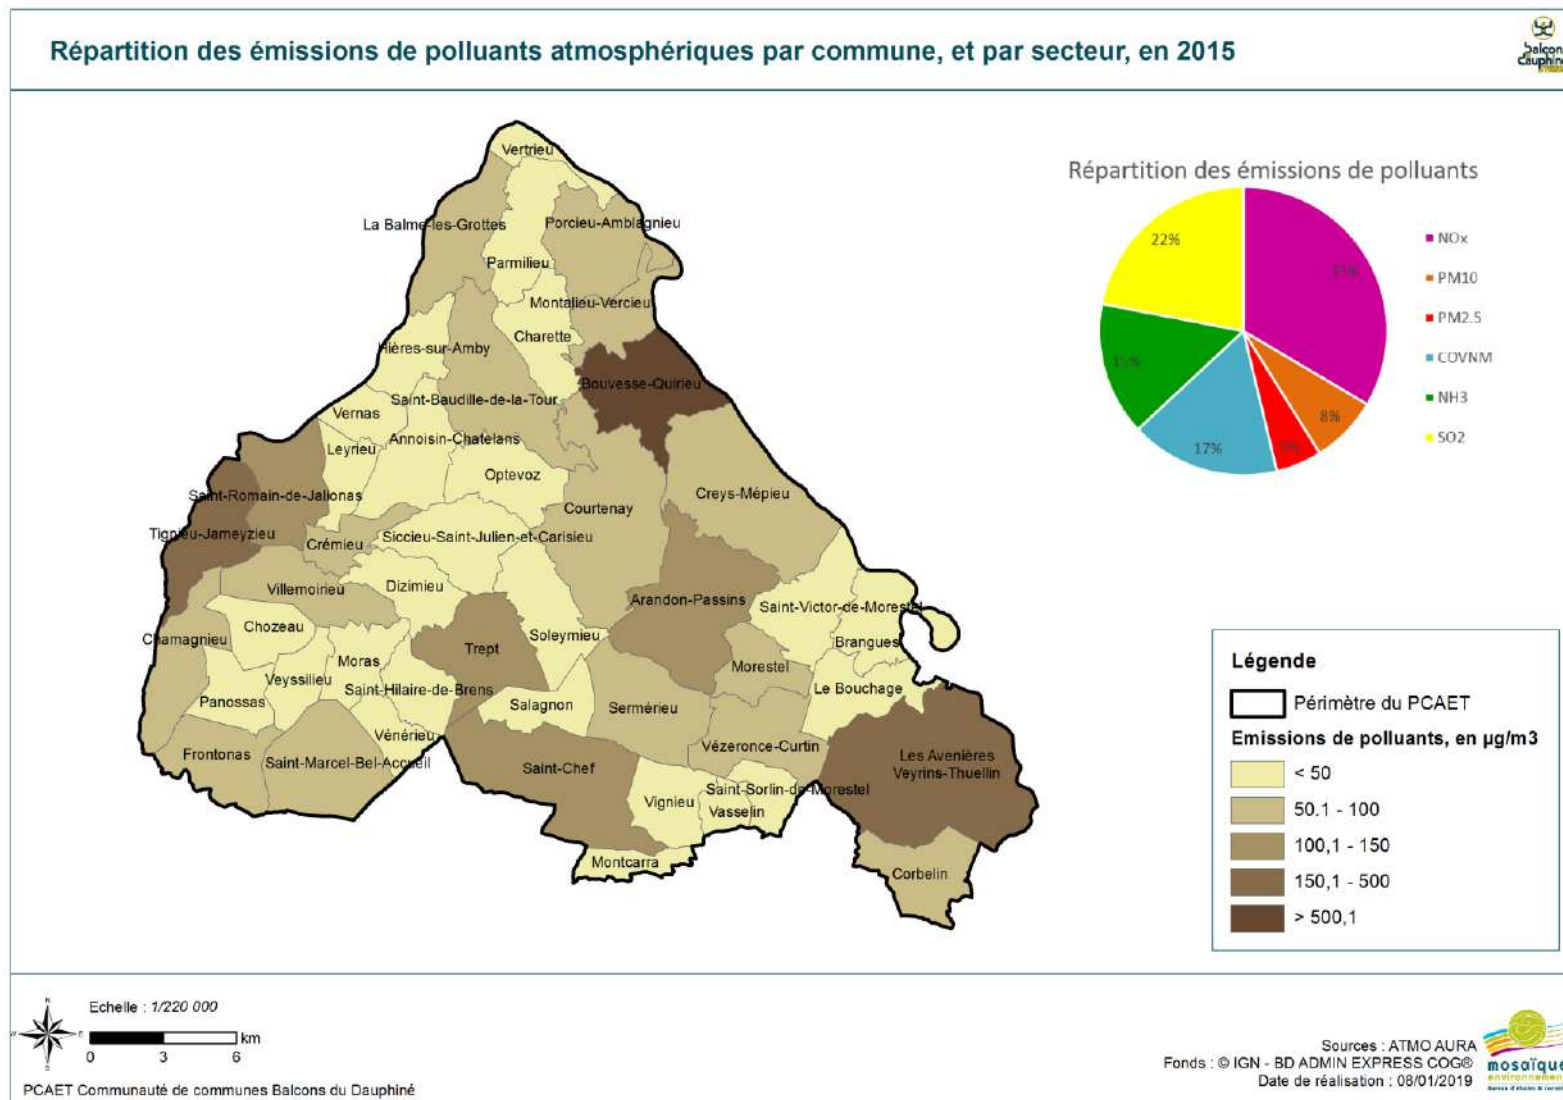 Répartition des émissions de polluants atmosphériques par commune, et par secteur, en 2015
balcons
Dauphiné
Répartition des émissions de polluants
22%
8%
17%
15%
NOx
PM10
PM2.5
COVNM
NH3
SO2
Vertrieu
La Balme-les-Grottes
Porcieu-Amblagnieu
Parmilieu
Montalieu-Vercieu
Charette
Hières-sur-Amby
Bouvesse-Quirieu
Saint-Baudille-de-la-Tour
Vernas
Annoisin-Chatelans
Leyrieu
Optevoz
Creys-Mépieu
Saint-Romain-de-Jalionas
Courtenay
Tignieu-Jameyzieu
Crémieu
Siccieu-Saint-Julien-et-Carisieu
Villemoirieu
Dizimieu
Arandon-Passins
Saint-Victor-de-Morestel
Chozeau
Chamagnieu
Soleymieu
Brangues
Trept
Moras
Morestel
Veyssilieu
Saint-Hilaire-de-Brens
Le Bouchage
Panossas
Salagnon
Sermérieu
Vénérieu
Vézeronce-Curtin
Frontonas
Saint-Marcel-Bel-Accueil
Saint-Chef
Les Avenières
Veyrins-Thuellin
Saint-Sorlin-de-Morestel
Vignieu
Vasselin
Montcarra
Corbelin
Légende
Périmètre du PCAET
Emissions de polluants, en µg/m3
< 50
50.1 - 100
100,1 - 150
150,1 - 500
> 500,1
N
W
E
S
Echelle : 1/220 000
km
0 3 6
PCAET Communauté de communes Balcons du Dauphiné
Sources : ATMO AURA
Fonds : © IGN - BD ADMIN EXPRESS COG®
Date de réalisation : 08/01/2019
mosaïque
environnement